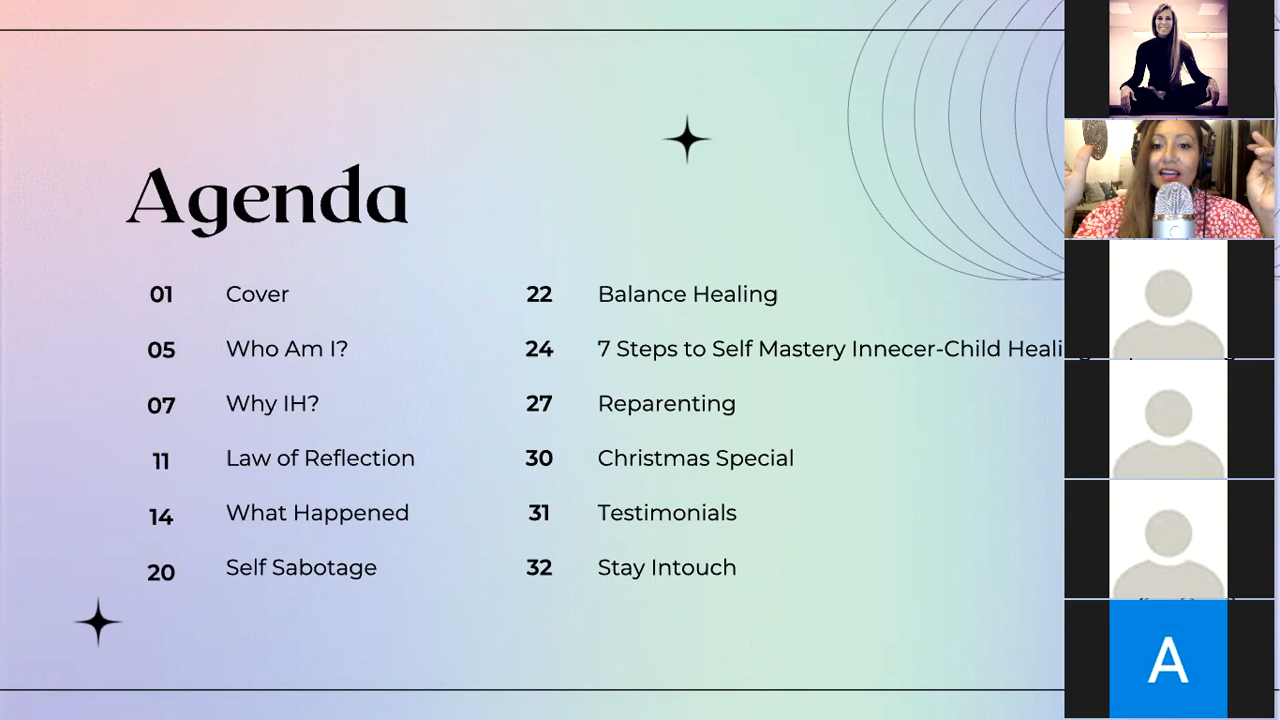 Agenda
01 Cover
05 Who Am I?
07 Why IH?
11 Law of Reflection
14 What Happened
20 Self Sabotage
22 Balance Healing
24 7 Steps to Self Mastery Innecer-Child
27 Reparenting
30 Christmas Special
31 Testimonials
32 Stay Intouch
A